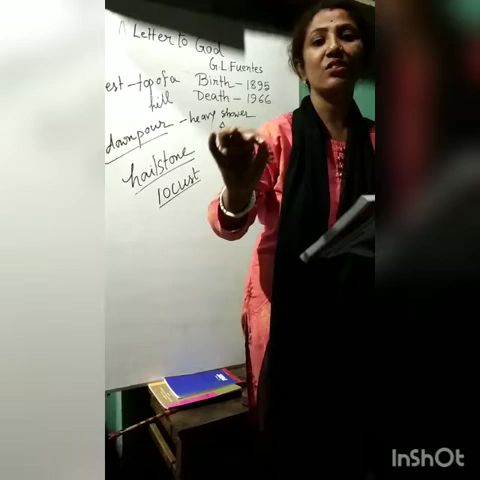 A Letter to God
G.L Fuentes
est - top of a hill
Birth - 1895
Death - 1966
downpour - heavy shower
hailstone
locust
InShOt